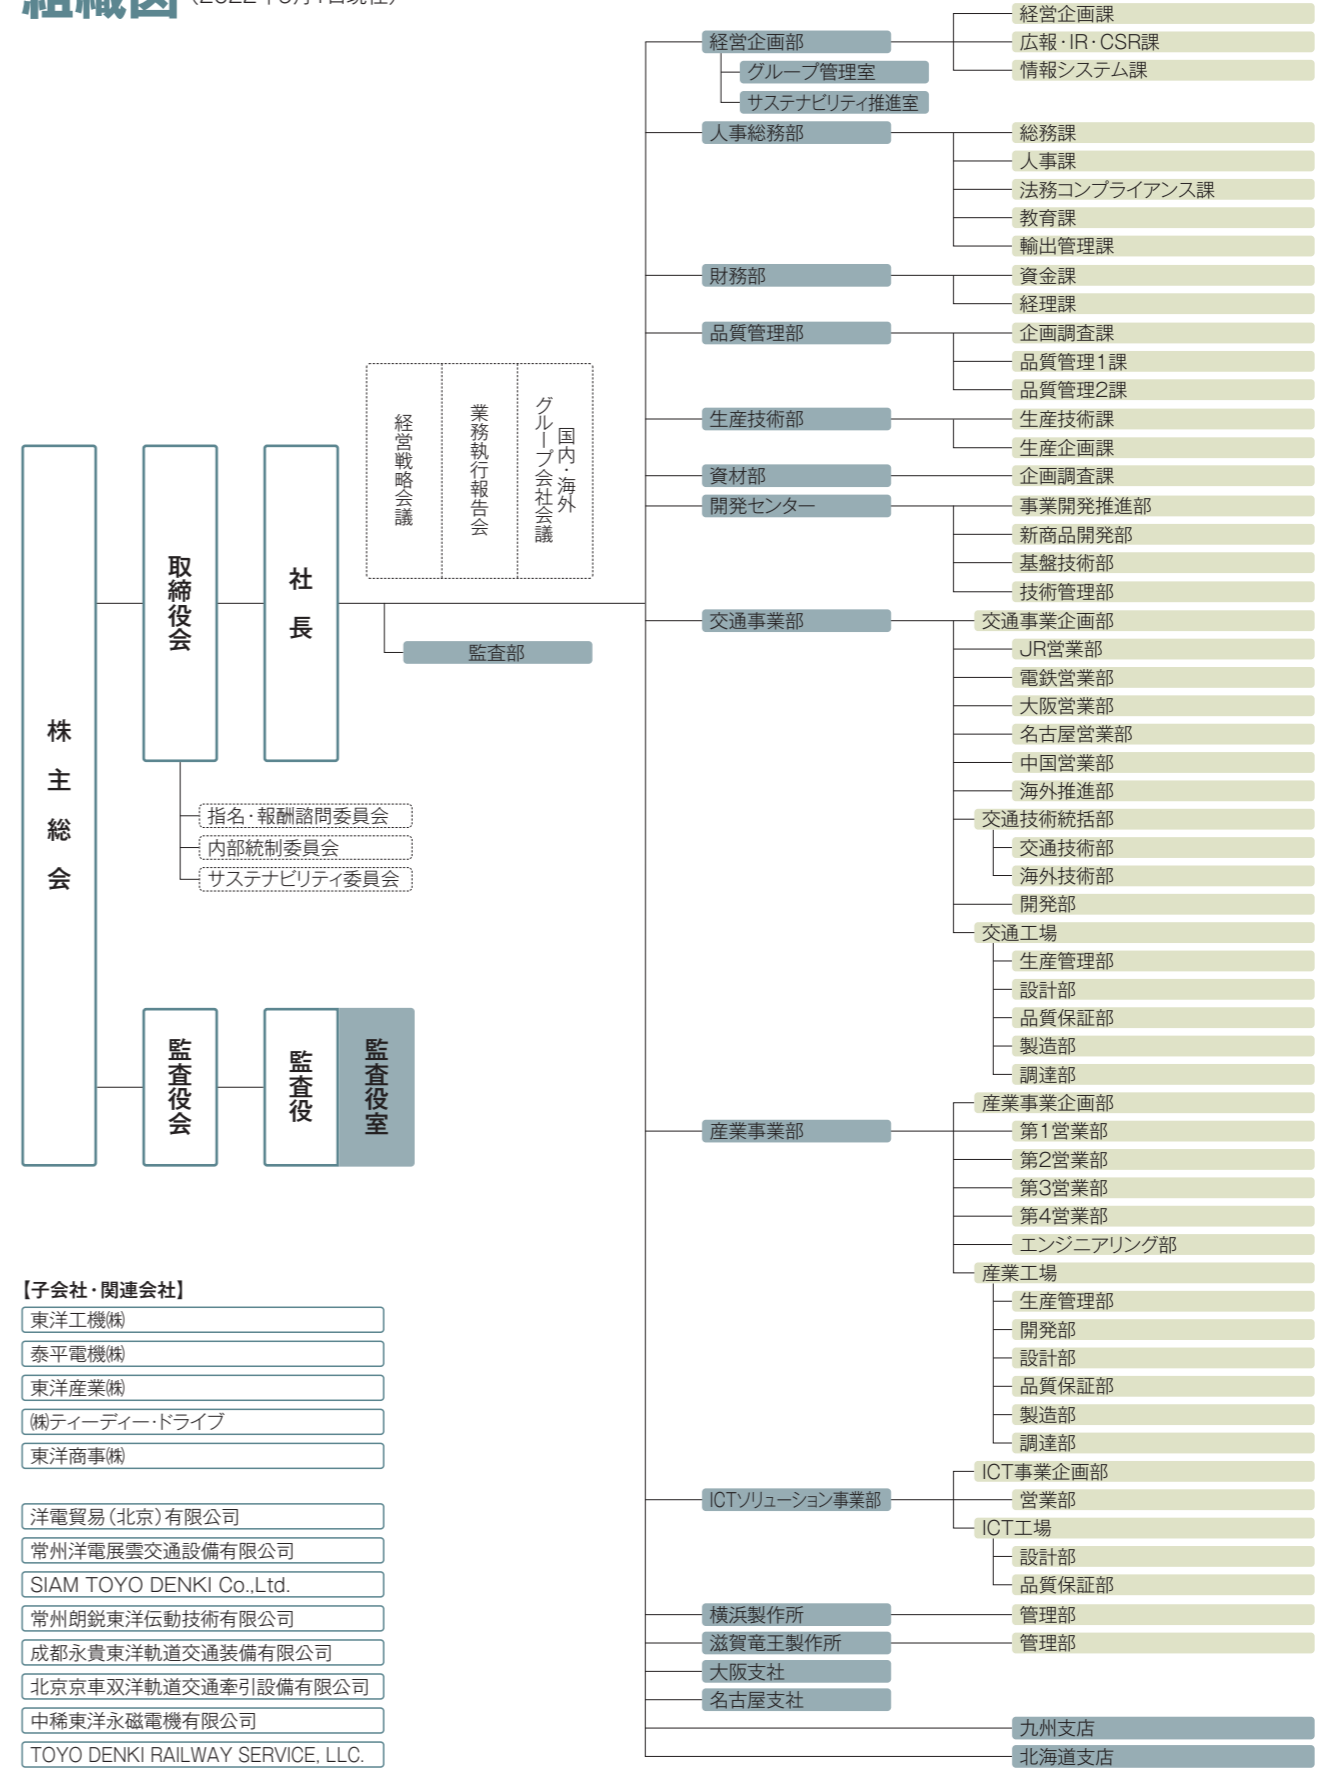 組織図
経営企画課
経営企画部
広報・IR・CSR課
情報システム課
グループ管理室
サステナビリティ推進室
人事総務部
総務課
人事課
法務コンプライアンス課
教育課
輸出管理課
財務部
資金課
経理課
品質管理部
企画調査課
品質管理1課
品質管理2課
生産技術部
生産技術課
生産企画課
資材部
企画調査課
開発センター
事業開発推進部
新商品開発部
基盤技術部
技術管理部
経営戦略会議
業務執行報告会
国内・海外
グループ会社会議
株主総会
取締役会
社長
監査部
指名・報酬諮問委員会
内部統制委員会
サステナビリティ委員会
監査役会
監査役
監査役室
交通事業部
交通事業企画部
JR営業部
電鉄営業部
大阪営業部
名古屋営業部
中国営業部
海外推進部
交通技術統括部
交通技術部
海外技術部
開発部
交通工場
生産管理部
設計部
品質保証部
製造部
調達部
産業事業部
産業事業企画部
第1営業部
第2営業部
第3営業部
第4営業部
エンジニアリング部
産業工場
生産管理部
開発部
設計部
品質保証部
製造部
調達部
ICTソリューション事業部
ICT事業企画部
営業部
ICT工場
設計部
品質保証部
横浜製作所
管理部
滋賀竜王製作所
管理部
大阪支社
名古屋支社
九州支店
北海道支店
【子会社・関連会社】
東洋工機㈱
泰平電機㈱
東洋産業㈱
㈱ティーディー・ドライブ
東洋商事㈱
洋電貿易(北京)有限公司
常州洋電展雲交通設備有限公司
SIAM TOYO DENKI Co.,Ltd.
常州朗鋭東洋伝動技術有限公司
成都永貴東洋軌道交通装備有限公司
北京京車双洋軌道交通牽引設備有限公司
中稀東洋永磁電機有限公司
TOYO DENKI RAILWAY SERVICE, LLC.